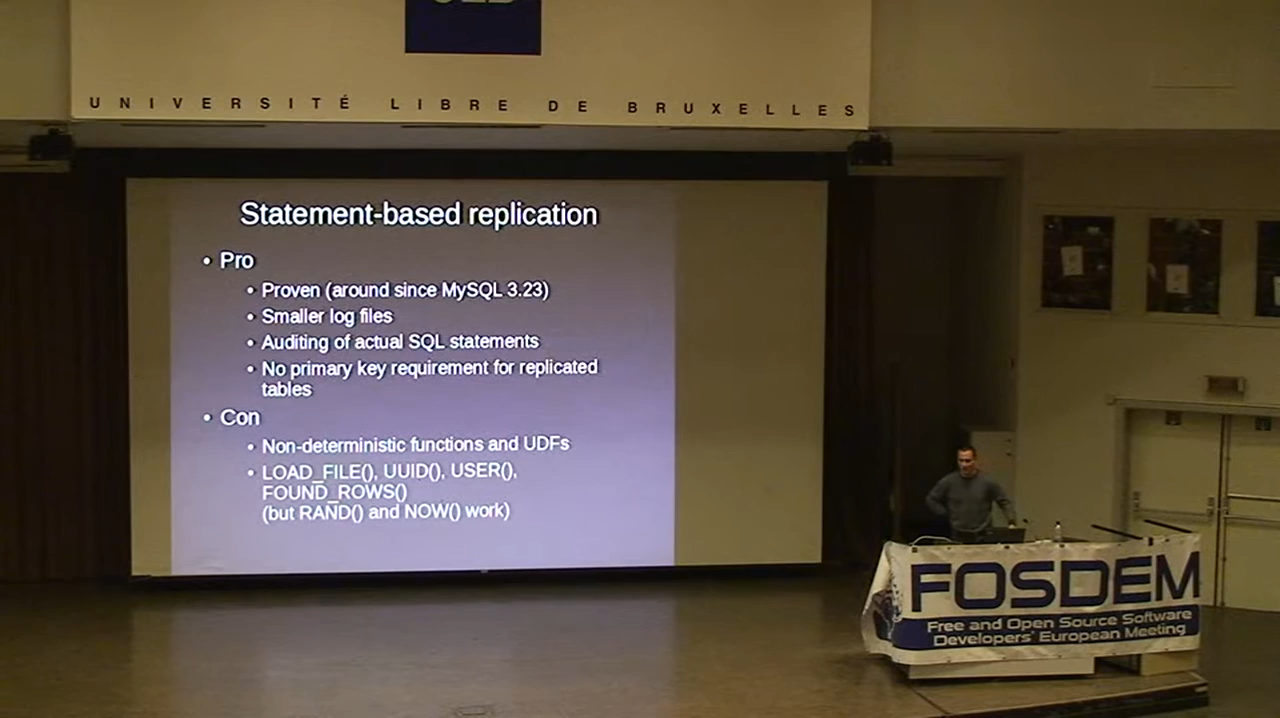 UNIVERSITÉ LIBRE DE BRUXELLES
Statement-based replication
• Pro
• Proven (around since MySQL 3.23)
• Smaller log files
• Auditing of actual SQL statements
• No primary key requirement for replicated
tables
• Con
• Non-deterministic functions and UDFs
• LOAD_FILE(), UUID(), USER(),
FOUND_ROWS()
(but RAND() and NOW() work)
FOSDEM
Free and Open Source Software
Developers' European Meeting